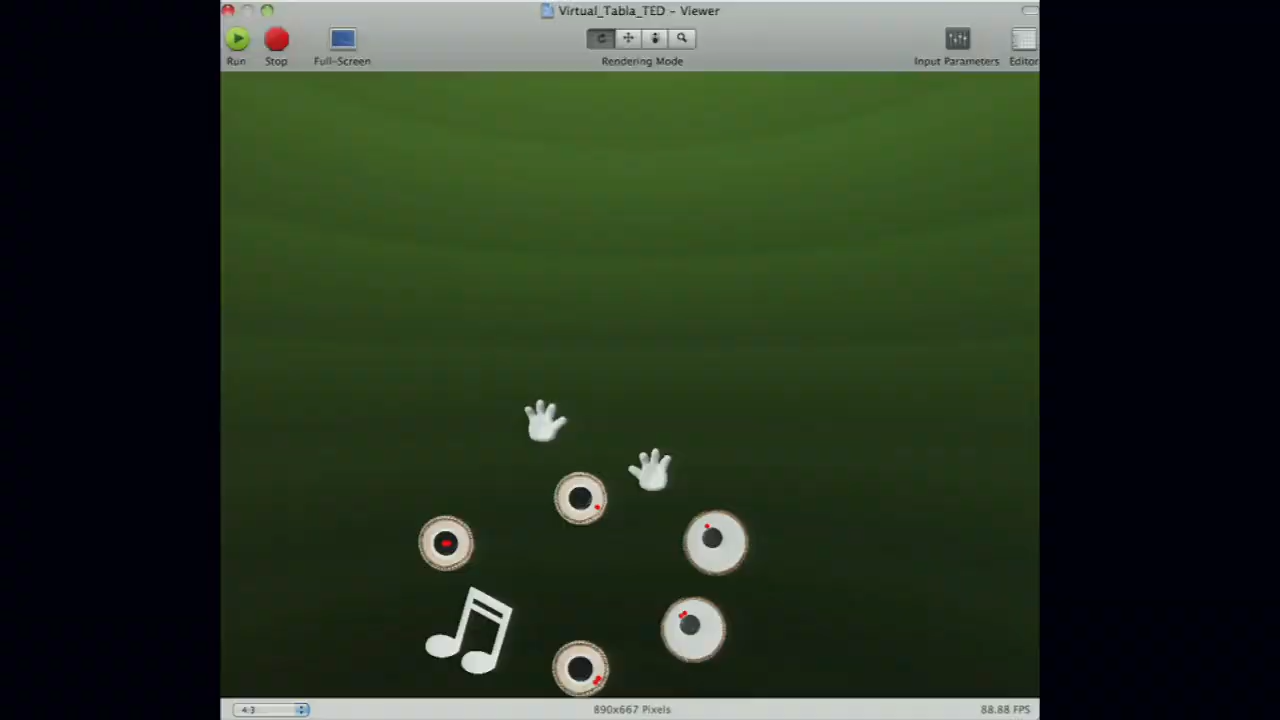 Virtual_Tabla_TED – Viewer
Run Stop Full-Screen Rendering Mode Input Parameters Editor
4:3 890x667 Pixels 88.88 FPS